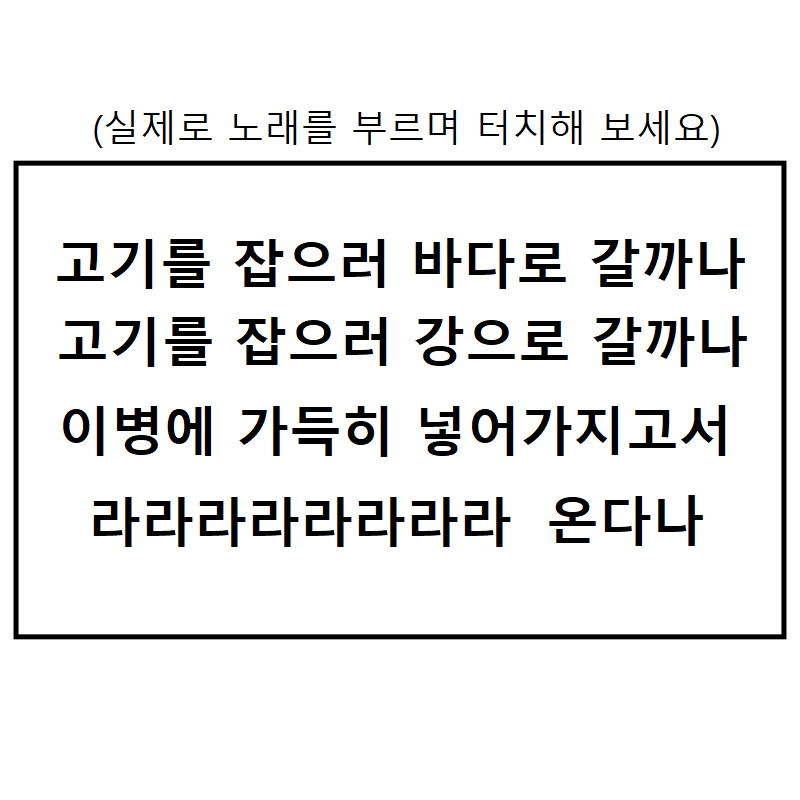 (실제로 노래를 부르며 터치해 보세요)
고기를 잡으러 바다로 갈까나
고기를 잡으러 강으로 갈까나
이병에 가득히 넣어가지고서
라라라라라라라라 온다나